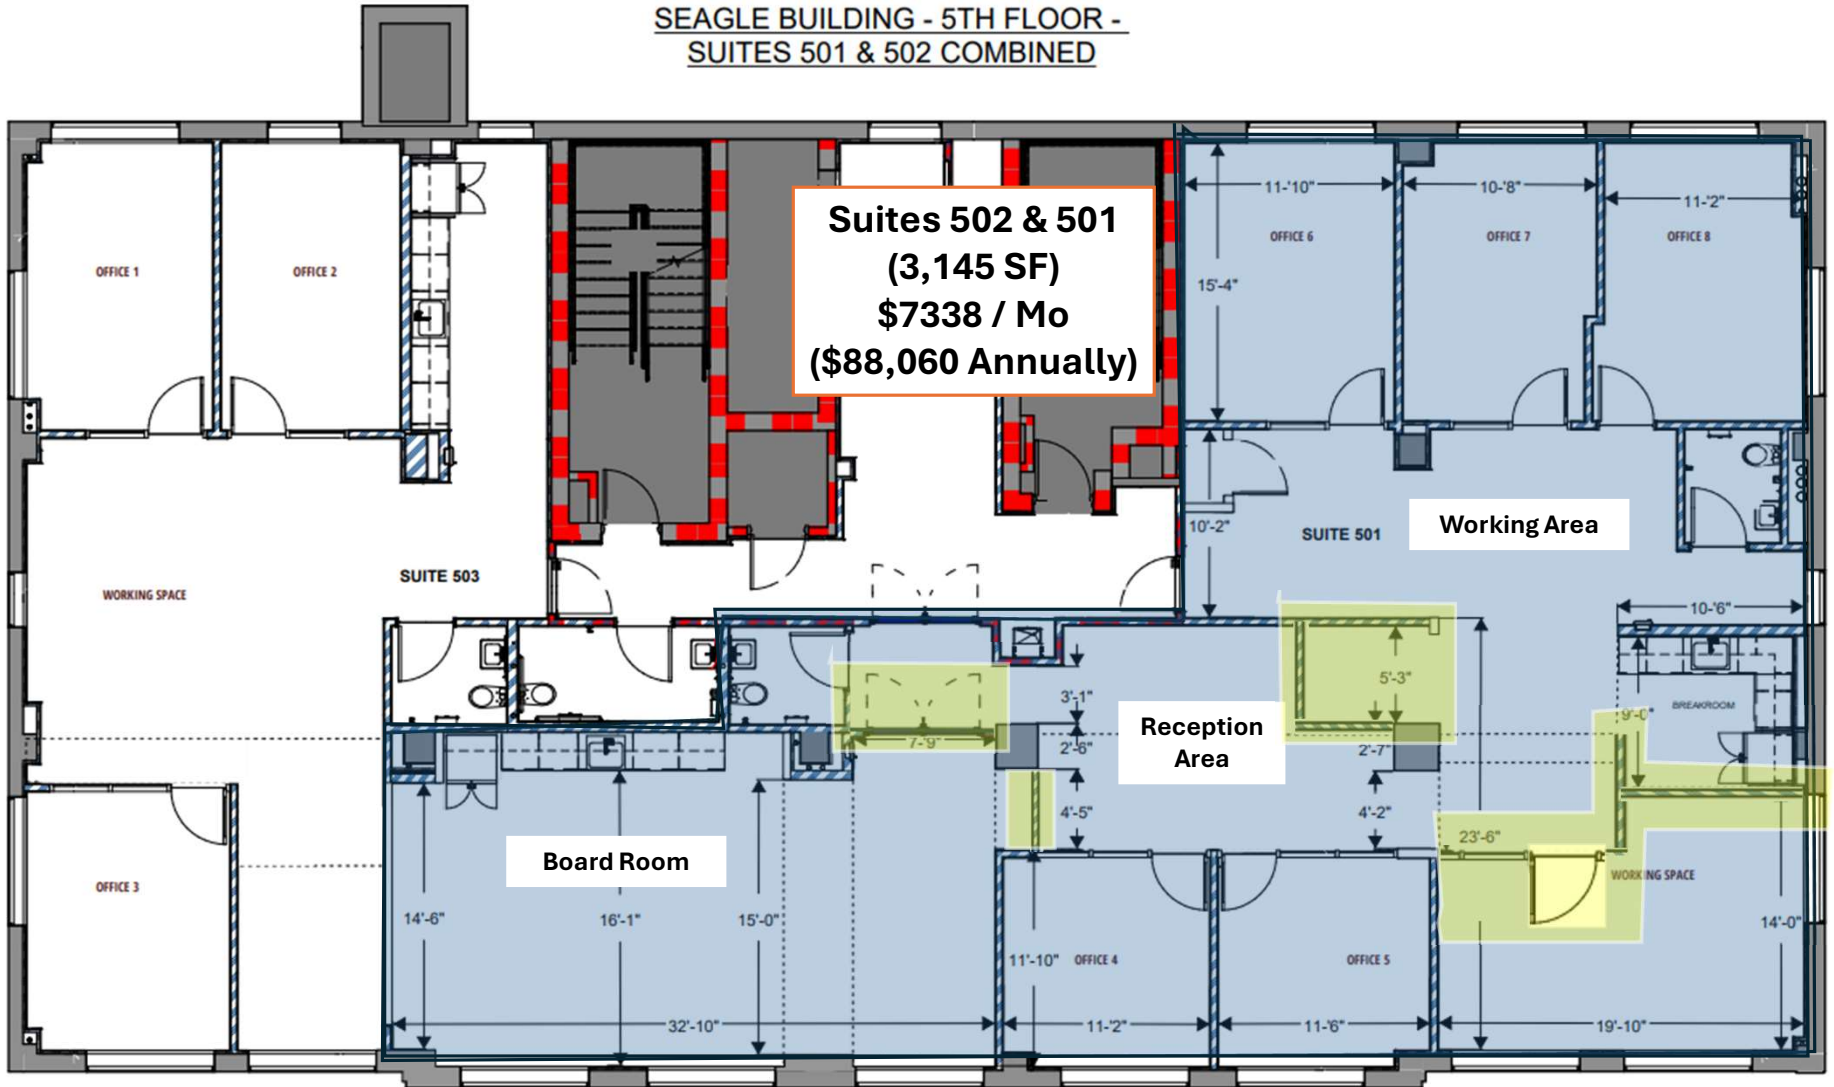 SEAGLE BUILDING - 5TH FLOOR -
SUITES 501 & 502 COMBINED
Suites 502 & 501
(3,145 SF)
$7338 / Mo
($88,060 Annually)
11-'10"
10-'8"
11-'2"
OFFICE 6
OFFICE 7
OFFICE 8
OFFICE 1
OFFICE 2
15'-4"
10'-2"
SUITE 501
Working Area
SUITE 503
WORKING SPACE
10-'6"
5'-3"
3'-1"
BREAKROOM
9'-0"
Reception
Area
7-'9"
2'-6"
2'-7"
4'-5"
4'-2"
23'-6"
Board Room
WORKING SPACE
OFFICE 3
14'-6"
16'-1"
15'-0"
14'-0"
11'-10"
OFFICE 4
OFFICE 5
32'-10"
11-'2"
11-'6"
19'-10"